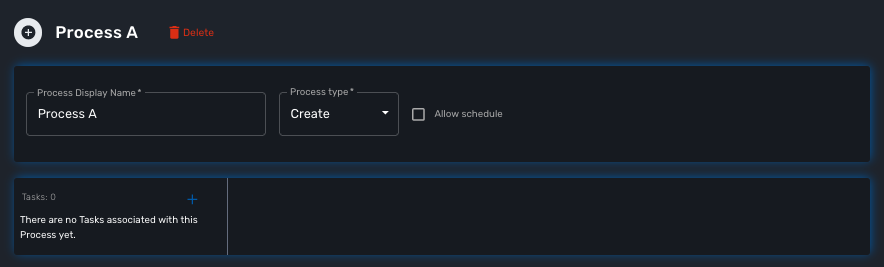 Process A
Delete
Process Display Name *
Process type *
Process A
Create
Allow schedule
Tasks: 0
There are no Tasks associated with this
Process yet.